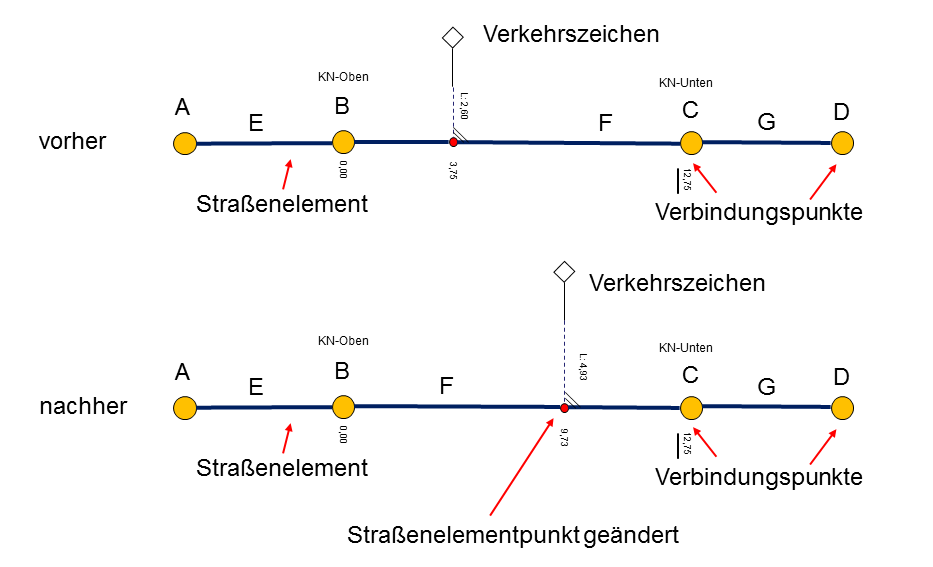 Verkehrszeichen
KN-Oben
KN-Unten
L: 2,60
A
B
C
D
E
F
G
vorher
0,00
3,75
12,75
Straßenelement
Verbindungspunkte
Verkehrszeichen
KN-Oben
KN-Unten
L: 4,93
A
B
C
D
E
F
G
nachher
0,00
9,73
12,75
Straßenelement
Verbindungspunkte
Straßenelementpunkt geändert